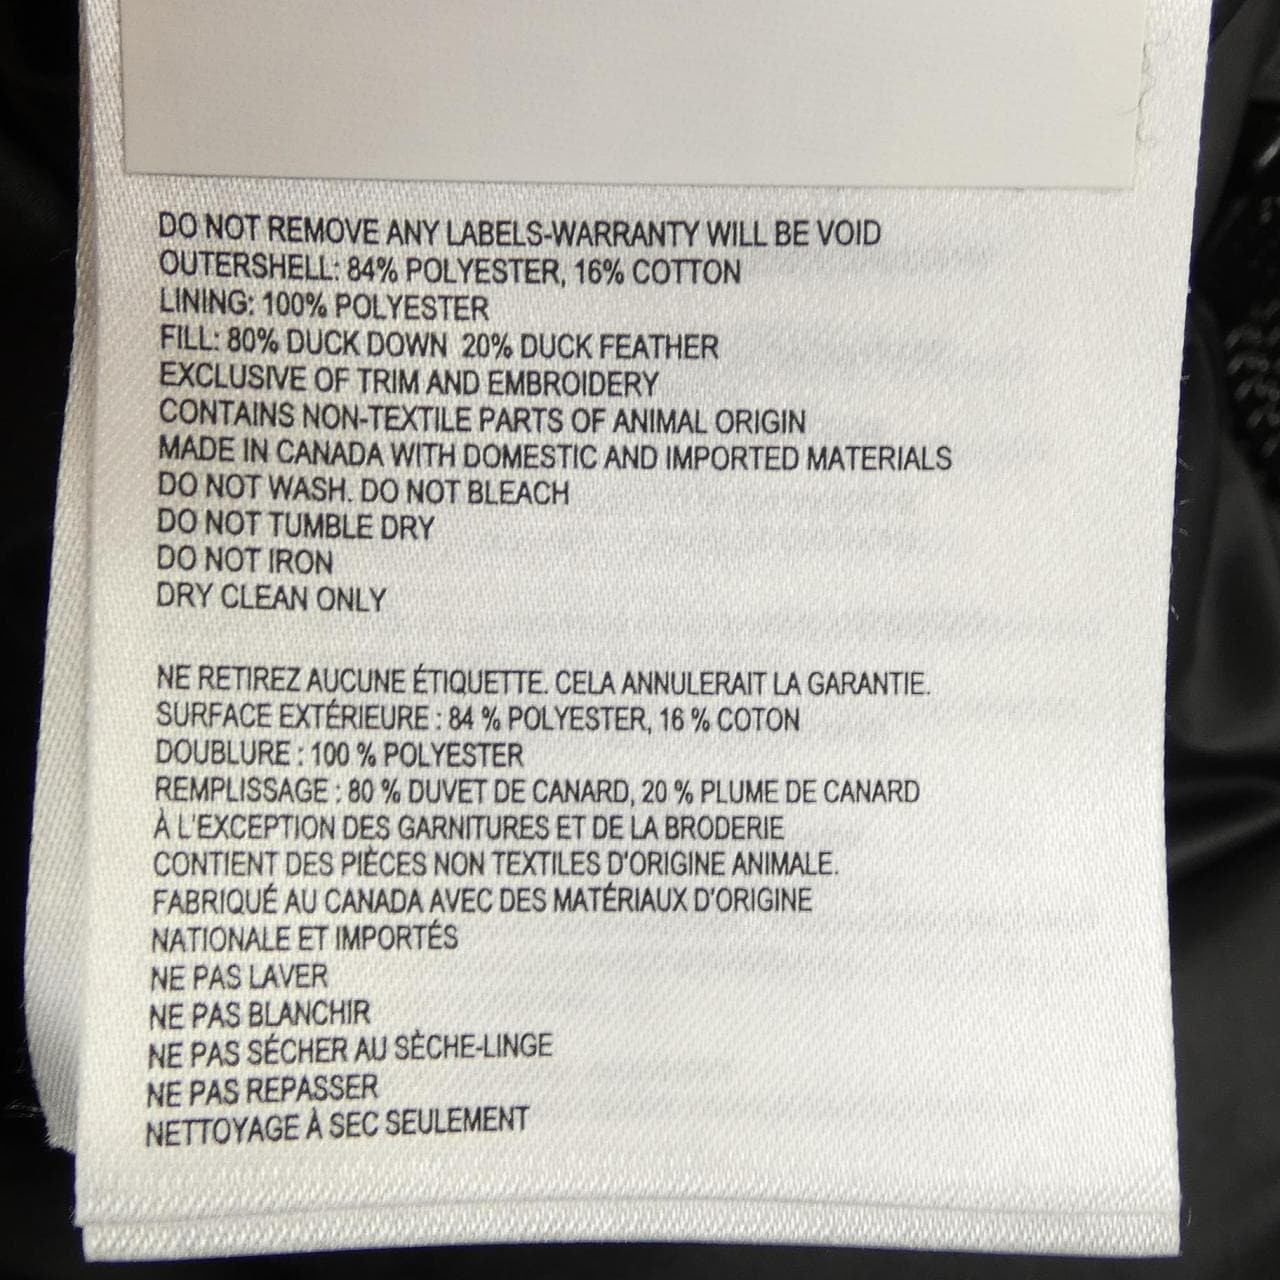 DO NOT REMOVE ANY LABELS-WARRANTY WILL BE VOID
OUTERSHELL: 84% POLYESTER, 16% COTTON
LINING: 100% POLYESTER
FILL: 80% DUCK DOWN 20% DUCK FEATHER
EXCLUSIVE OF TRIM AND EMBROIDERY
CONTAINS NON-TEXTILE PARTS OF ANIMAL ORIGIN
MADE IN CANADA WITH DOMESTIC AND IMPORTED MATERIALS
DO NOT WASH. DO NOT BLEACH
DO NOT TUMBLE DRY
DO NOT IRON
DRY CLEAN ONLY
NE RETIREZ AUCUNE ÉTIQUETTE. CELA ANNULERAIT LA GARANTIE.
SURFACE EXTÉRIEURE : 84 % POLYESTER, 16 % COTON
DOUBLURE : 100 % POLYESTER
REMPLISSAGE : 80 % DUVET DE CANARD, 20 % PLUME DE CANARD
À L'EXCEPTION DES GARNITURES ET DE LA BRODERIE
CONTIENT DES PIÈCES NON TEXTILES D'ORIGINE ANIMALE.
FABRIQUÉ AU CANADA AVEC DES MATÉRIAUX D'ORIGINE
NATIONALE ET IMPORTÉS
NE PAS LAVER
NE PAS BLANCHIR
NE PAS SÉCHER AU SÈCHE-LINGE
NE PAS REPASSER
NETTOYAGE À SEC SEULEMENT